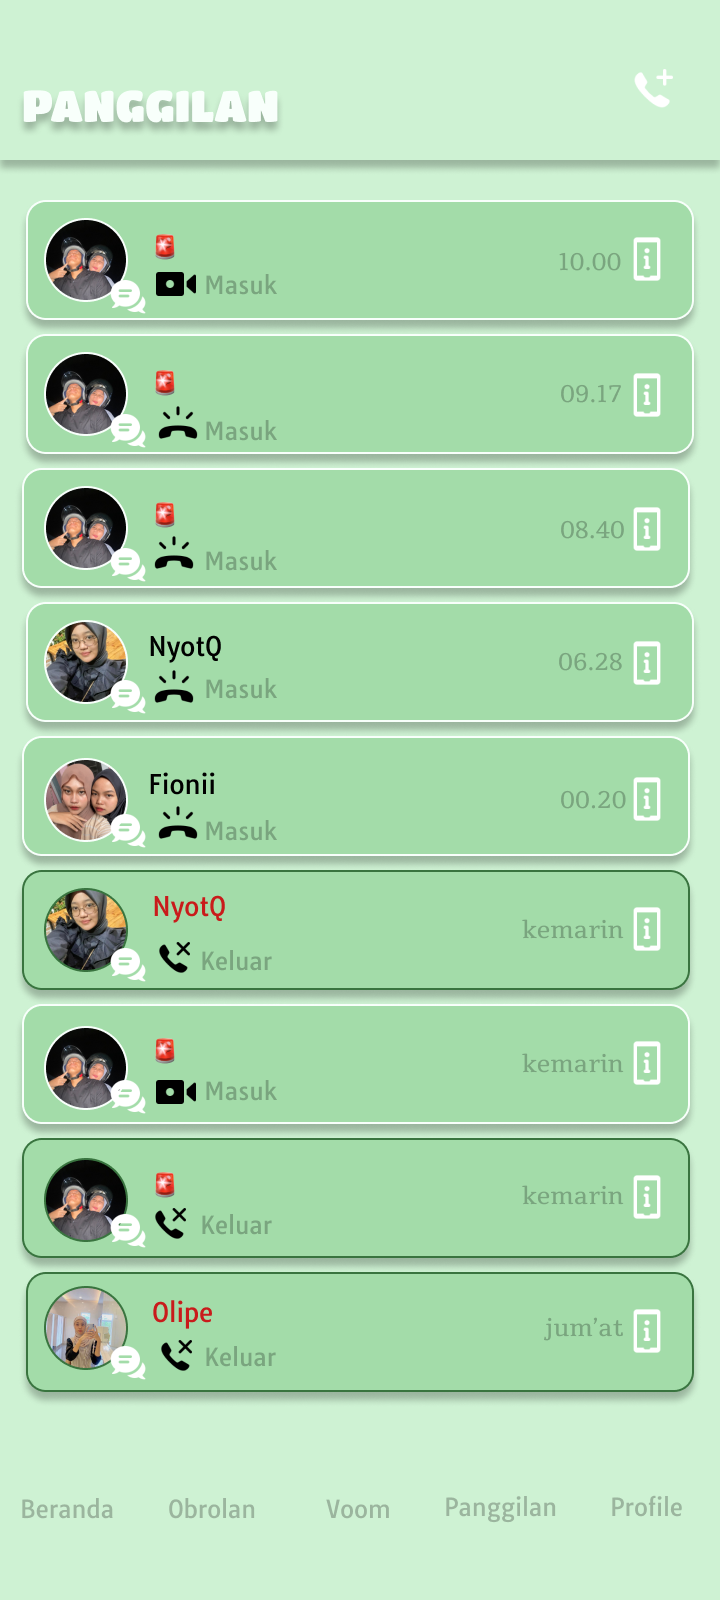 PANGGILAN
🚨
Masuk
10.00
🚨
Masuk
09.17
🚨
Masuk
08.40
NyotQ
Masuk
06.28
Fionii
Masuk
00.20
NyotQ
Keluar
kemarin
🚨
Masuk
kemarin
🚨
Keluar
kemarin
Olipe
Keluar
jum'at
Beranda Obrolan Voom Panggilan Profile